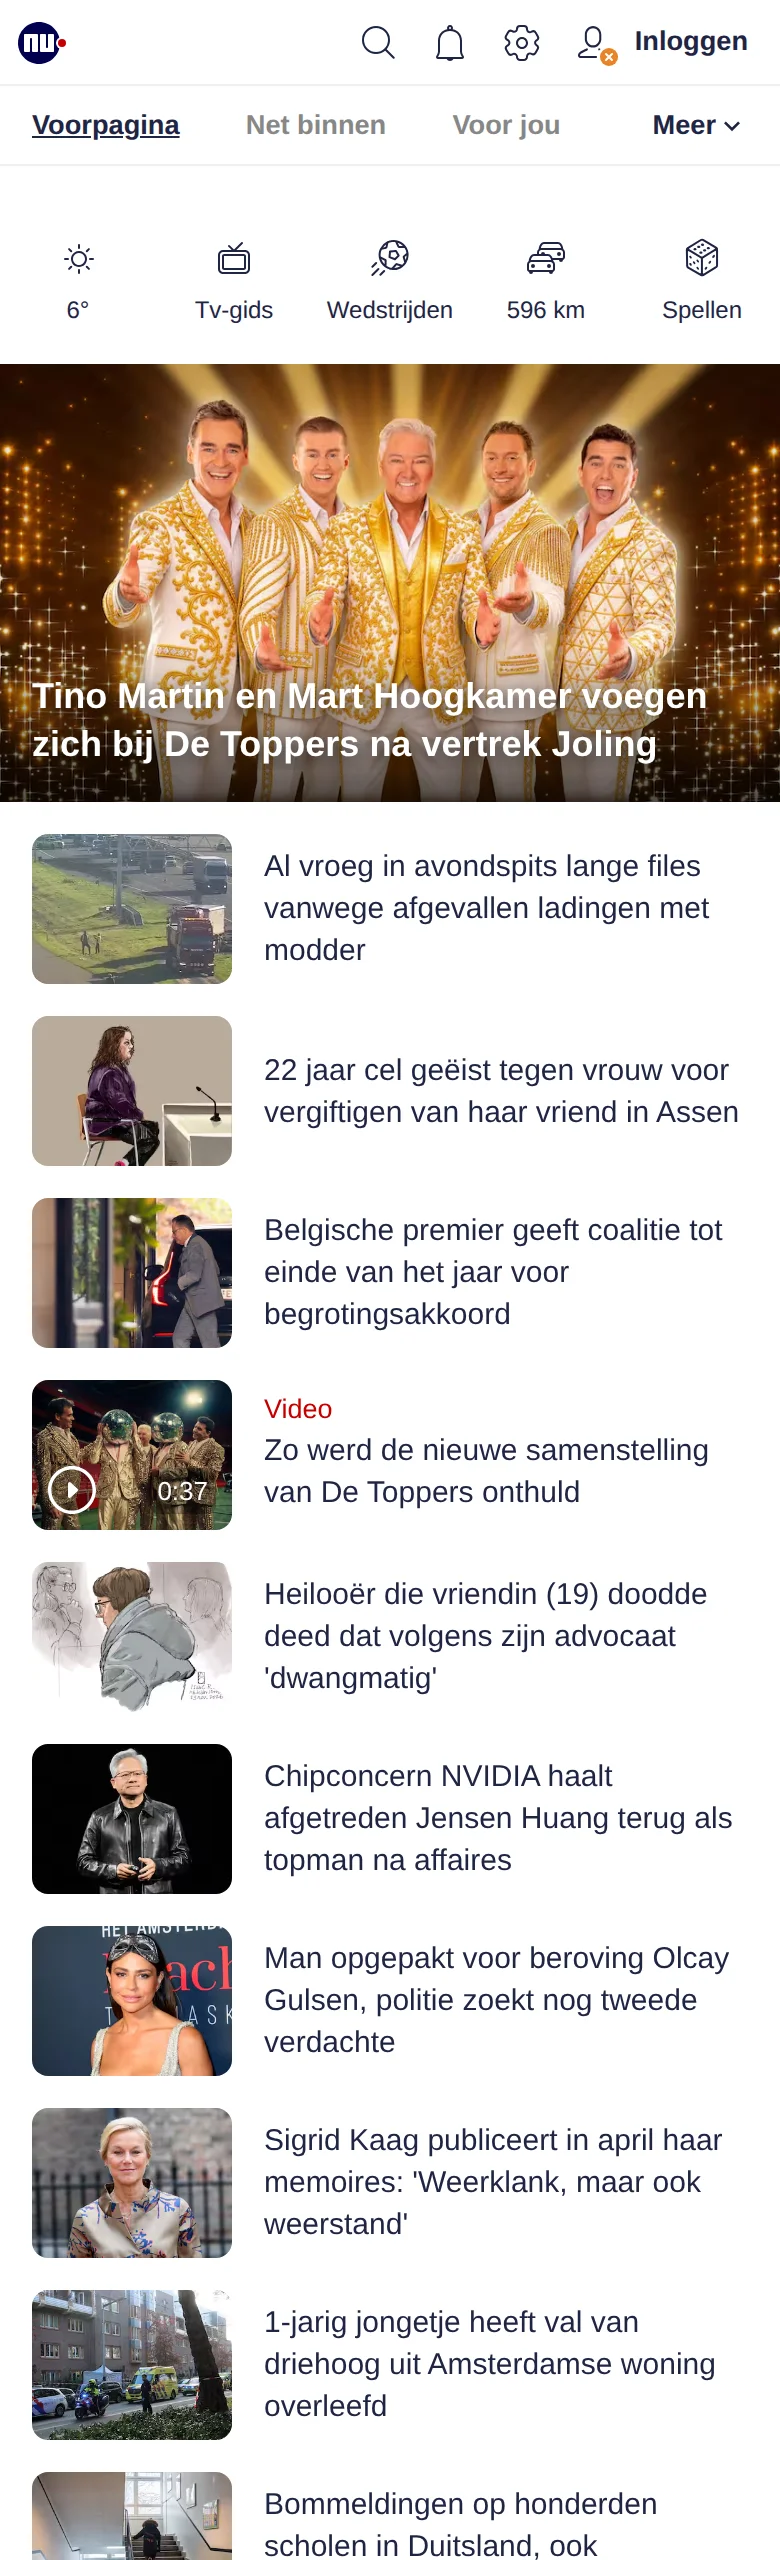 nu
Inloggen
Voorpagina
Net binnen
Voor jou
Meer
6°
Tv-gids
Wedstrijden
596 km
Spellen
Tino Martin en Mart Hoogkamer voegen
zich bij De Toppers na vertrek Joling
Al vroeg in avondspits lange files
vanwege afgevallen ladingen met
modder
22 jaar cel geëist tegen vrouw voor
vergiftigen van haar vriend in Assen
Belgische premier geeft coalitie tot
einde van het jaar voor
begrotingsakkoord
0:37
Video
Zo werd de nieuwe samenstelling
van De Toppers onthuld
Heilooër die vriendin (19) doodde
deed dat volgens zijn advocaat
'dwangmatig'
Chipconcern NVIDIA haalt
afgetreden Jensen Huang terug als
topman na affaires
HET AMSTERD
Man opgepakt voor beroving Olcay
Gulsen, politie zoekt nog tweede
verdachte
Sigrid Kaag publiceert in april haar
memoires: 'Weerklank, maar ook
weerstand'
1-jarig jongetje heeft val van
driehoog uit Amsterdamse woning
overleefd
Bommeldingen op honderden
scholen in Duitsland, ook